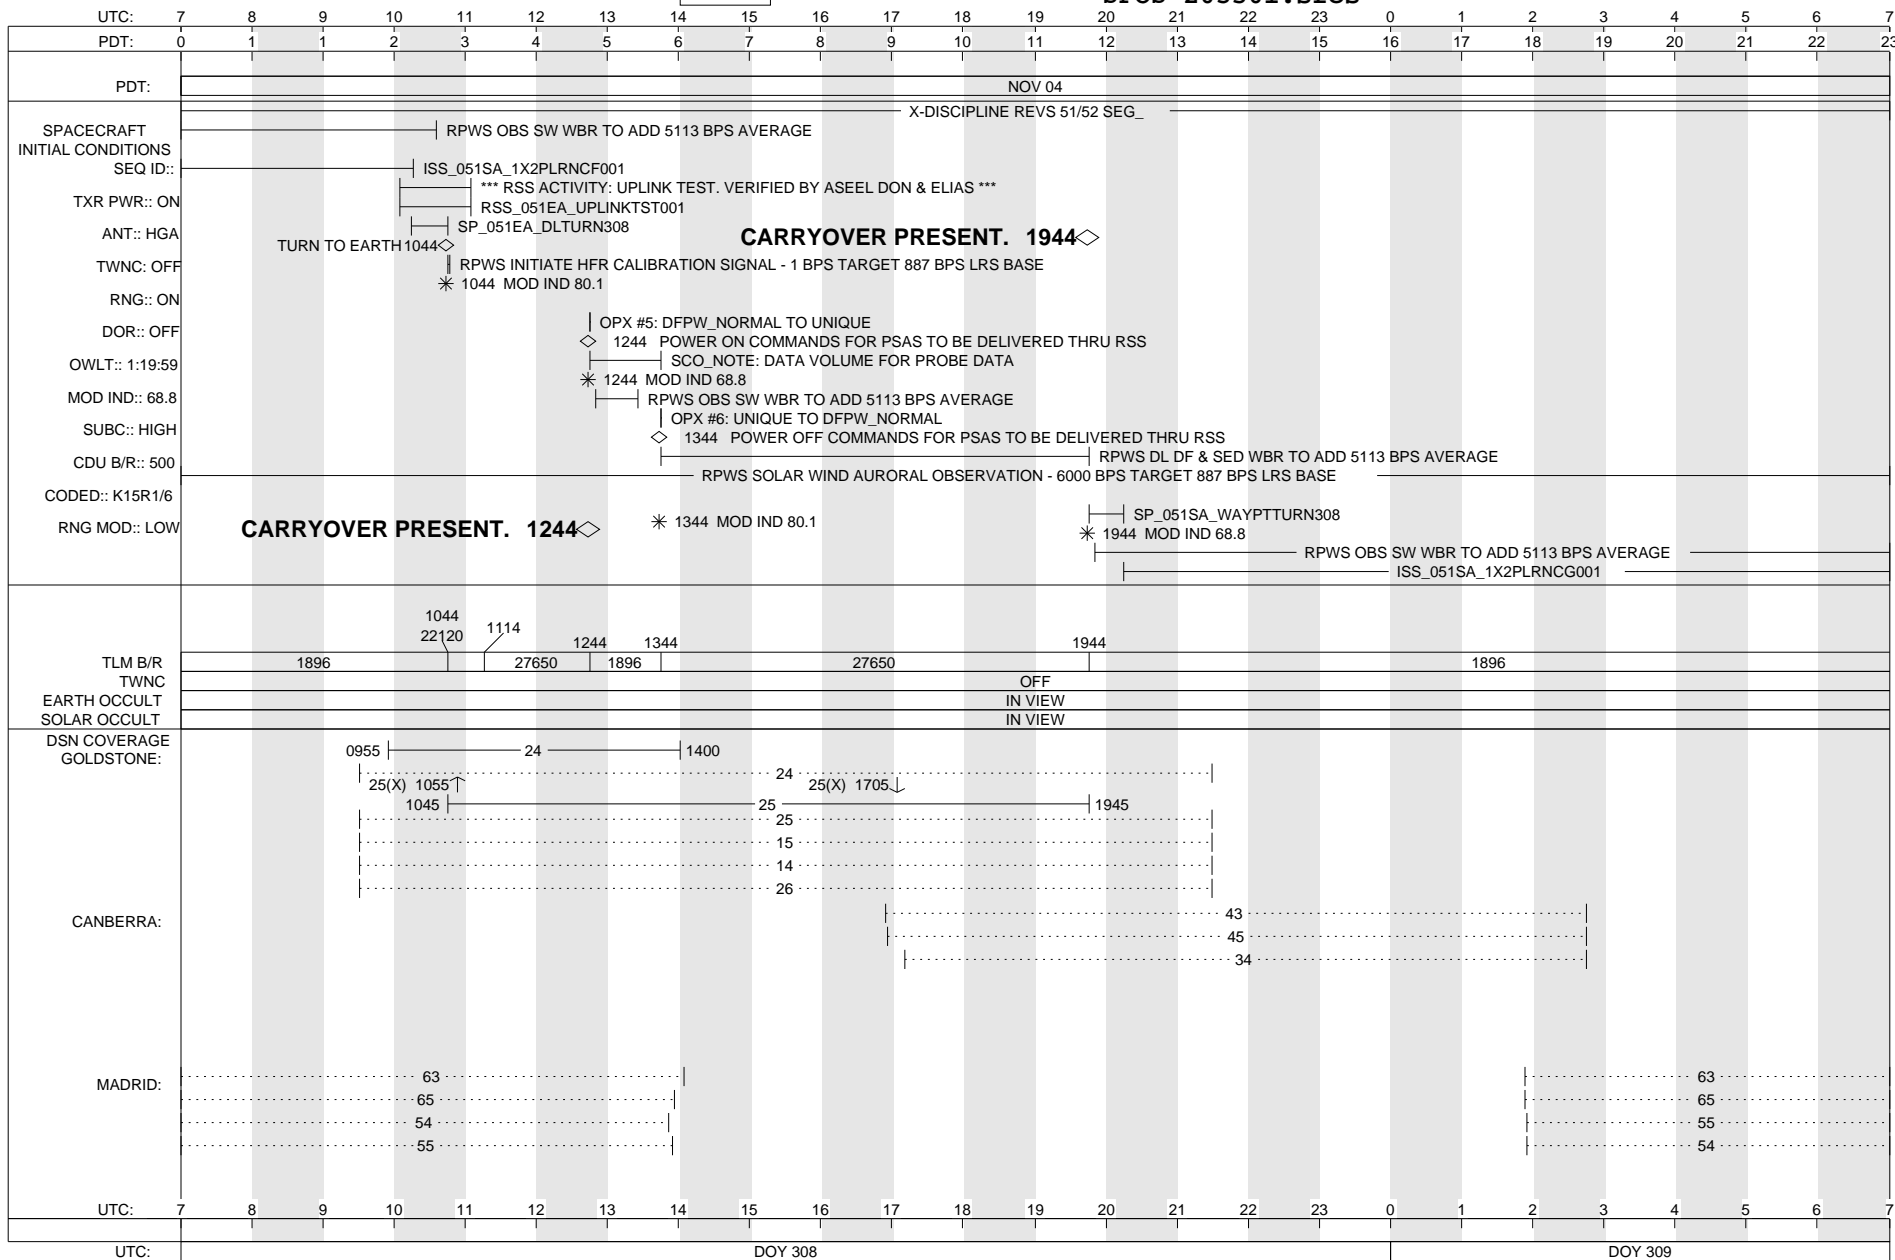 UTC: 7 8 9 10 11 12 13 14 15 16 17 18 19 20 21 22 23 0 1 2 3 4 5 6 7
PDT: 0 1 1 2 3 4 5 6 7 8 9 10 11 12 13 14 15 16 17 18 19 20 21 22 23
PDT: NOV 04
X-DISCIPLINE REVS 51/52 SEG_
SPACECRAFT
INITIAL CONDITIONS
RPWS OBS SW WBR TO ADD 5113 BPS AVERAGE
SEQ ID:: ISS_051SA_1X2PLRNCF001
*** RSS ACTIVITY: UPLINK TEST. VERIFIED BY ASEEL DON & ELIAS ***
TXR PWR:: ON RSS_051EA_UPLINKTST001
SP_051EA_DLTURN308
ANT:: HGA
TURN TO EARTH 1044
CARRYOVER PRESENT. 1944
TWNC: OFF RPWS INITIATE HFR CALIBRATION SIGNAL - 1 BPS TARGET 887 BPS LRS BASE
1044 MOD IND 80.1
RNG:: ON
OPX #5: DFPW_NORMAL TO UNIQUE
DOR:: OFF
1244 POWER ON COMMANDS FOR PSAS TO BE DELIVERED THRU RSS
OWLT:: 1:19:59 SCO_NOTE: DATA VOLUME FOR PROBE DATA
1244 MOD IND 68.8
MOD IND:: 68.8 RPWS OBS SW WBR TO ADD 5113 BPS AVERAGE
OPX #6: UNIQUE TO DFPW_NORMAL
SUBC:: HIGH
1344 POWER OFF COMMANDS FOR PSAS TO BE DELIVERED THRU RSS
CDU B/R:: 500 RPWS DL DF & SED WBR TO ADD 5113 BPS AVERAGE
RPWS SOLAR WIND AURORAL OBSERVATION - 6000 BPS TARGET 887 BPS LRS BASE
CODED:: K15R1/6
SP_051SA_WAYPTTURN308
RNG MOD:: LOW CARRYOVER PRESENT. 1244 1344 MOD IND 80.1
1944 MOD IND 68.8
RPWS OBS SW WBR TO ADD 5113 BPS AVERAGE
ISS_051SA_1X2PLRNCG001
1044
22120 1114 1244 1344 1944
TLM B/R 1896 27650 1896 27650 1896
TWNC OFF
EARTH OCCULT IN VIEW
SOLAR OCCULT IN VIEW
DSN COVERAGE
GOLDSTONE: 0955 24 1400
24
25(X) 1055 25(X) 1705
1045 25 1945
25
15
14
26
CANBERRA: 43
45
34
MADRID: 63 63
65 65
54 55
55 54
UTC: 7 8 9 10 11 12 13 14 15 16 17 18 19 20 21 22 23 0 1 2 3 4 5 6 7
UTC: DOY 308 DOY 309